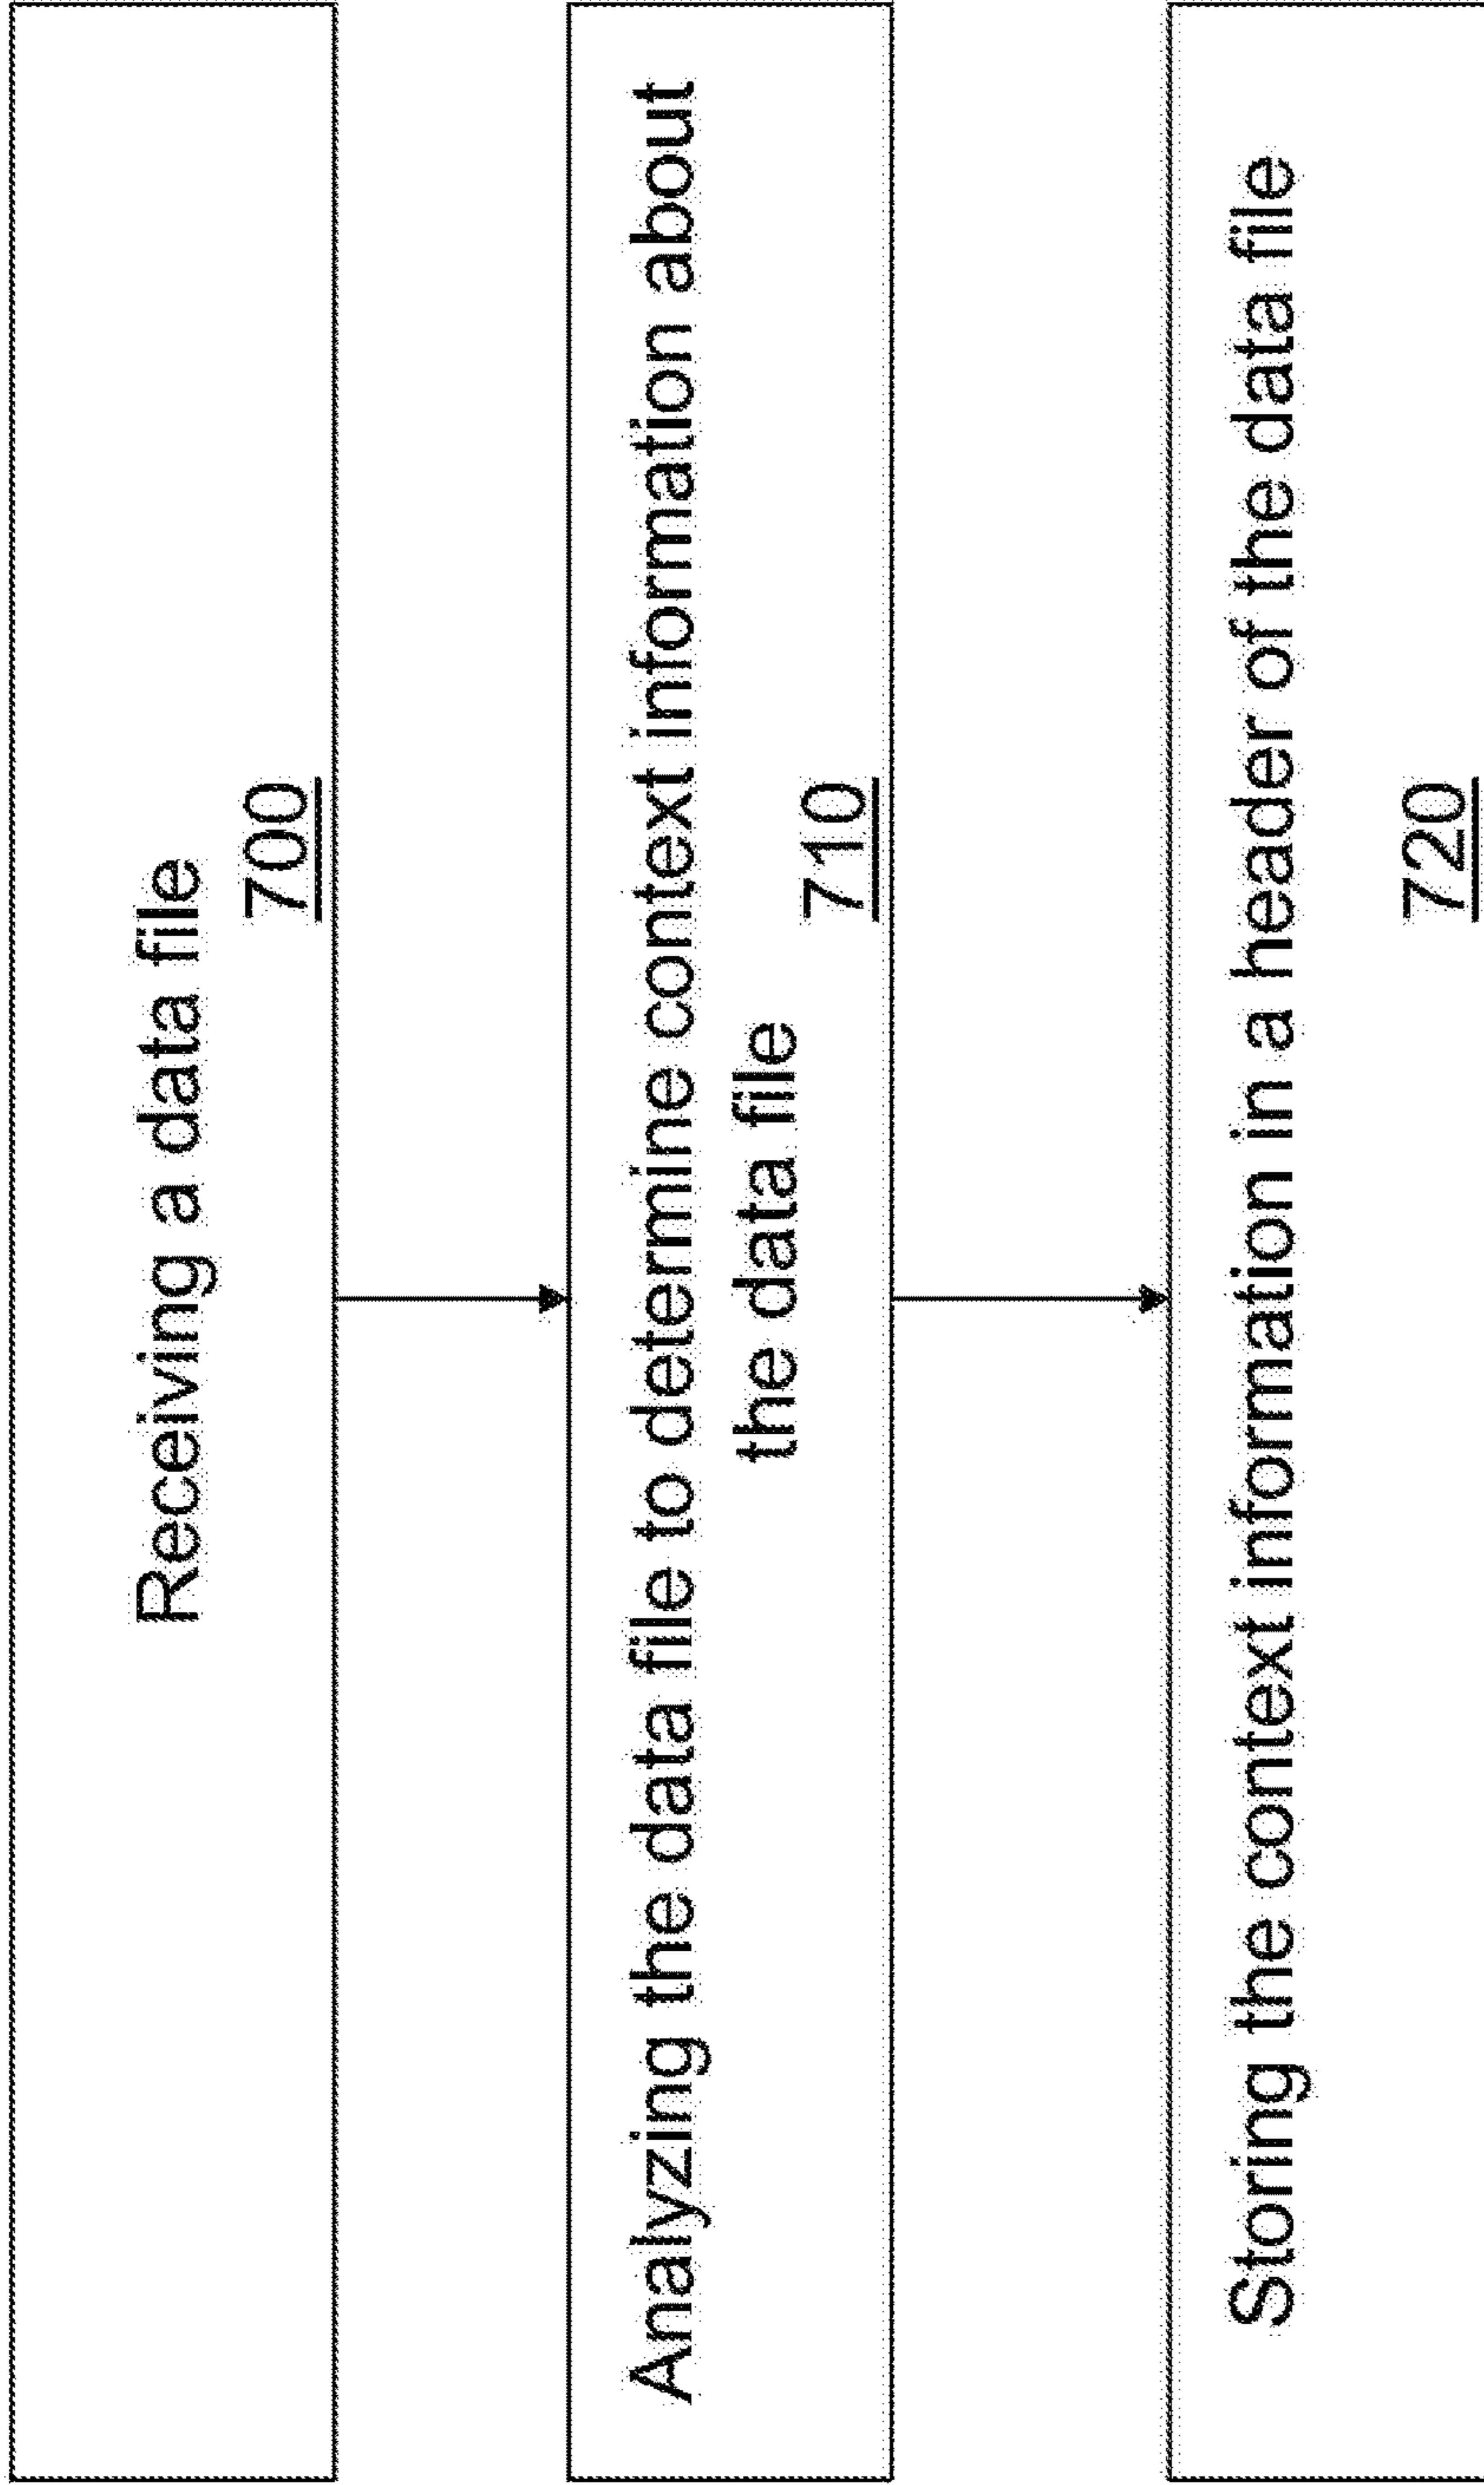 Receiving a data file
700
Analyzing the data file to determine context information about
the data file
710
Storing the context information in a header of the data file
720